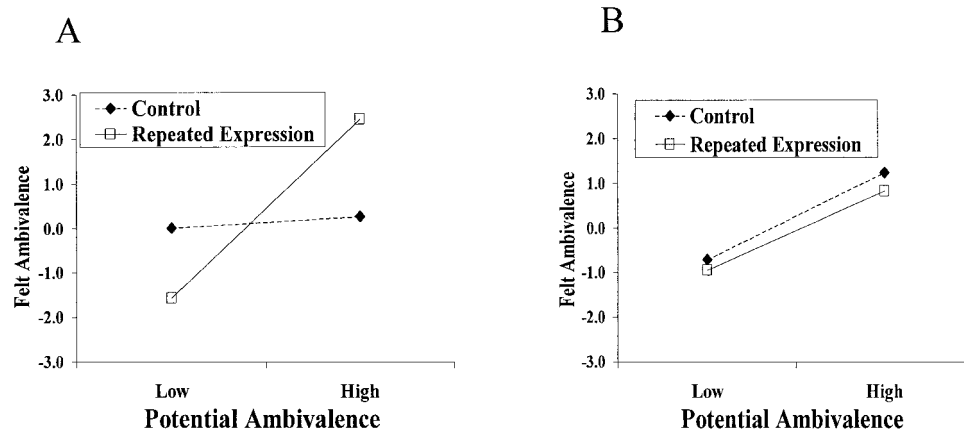 A
Control
Repeated Expression
3.0
2.0
1.0
0.0
-1.0
-2.0
-3.0
Felt Ambivalence
Low
High
Potential Ambivalence
B
Control
Repeated Expression
3.0
2.0
1.0
0.0
-1.0
-2.0
-3.0
Felt Ambivalence
Low
High
Potential Ambivalence